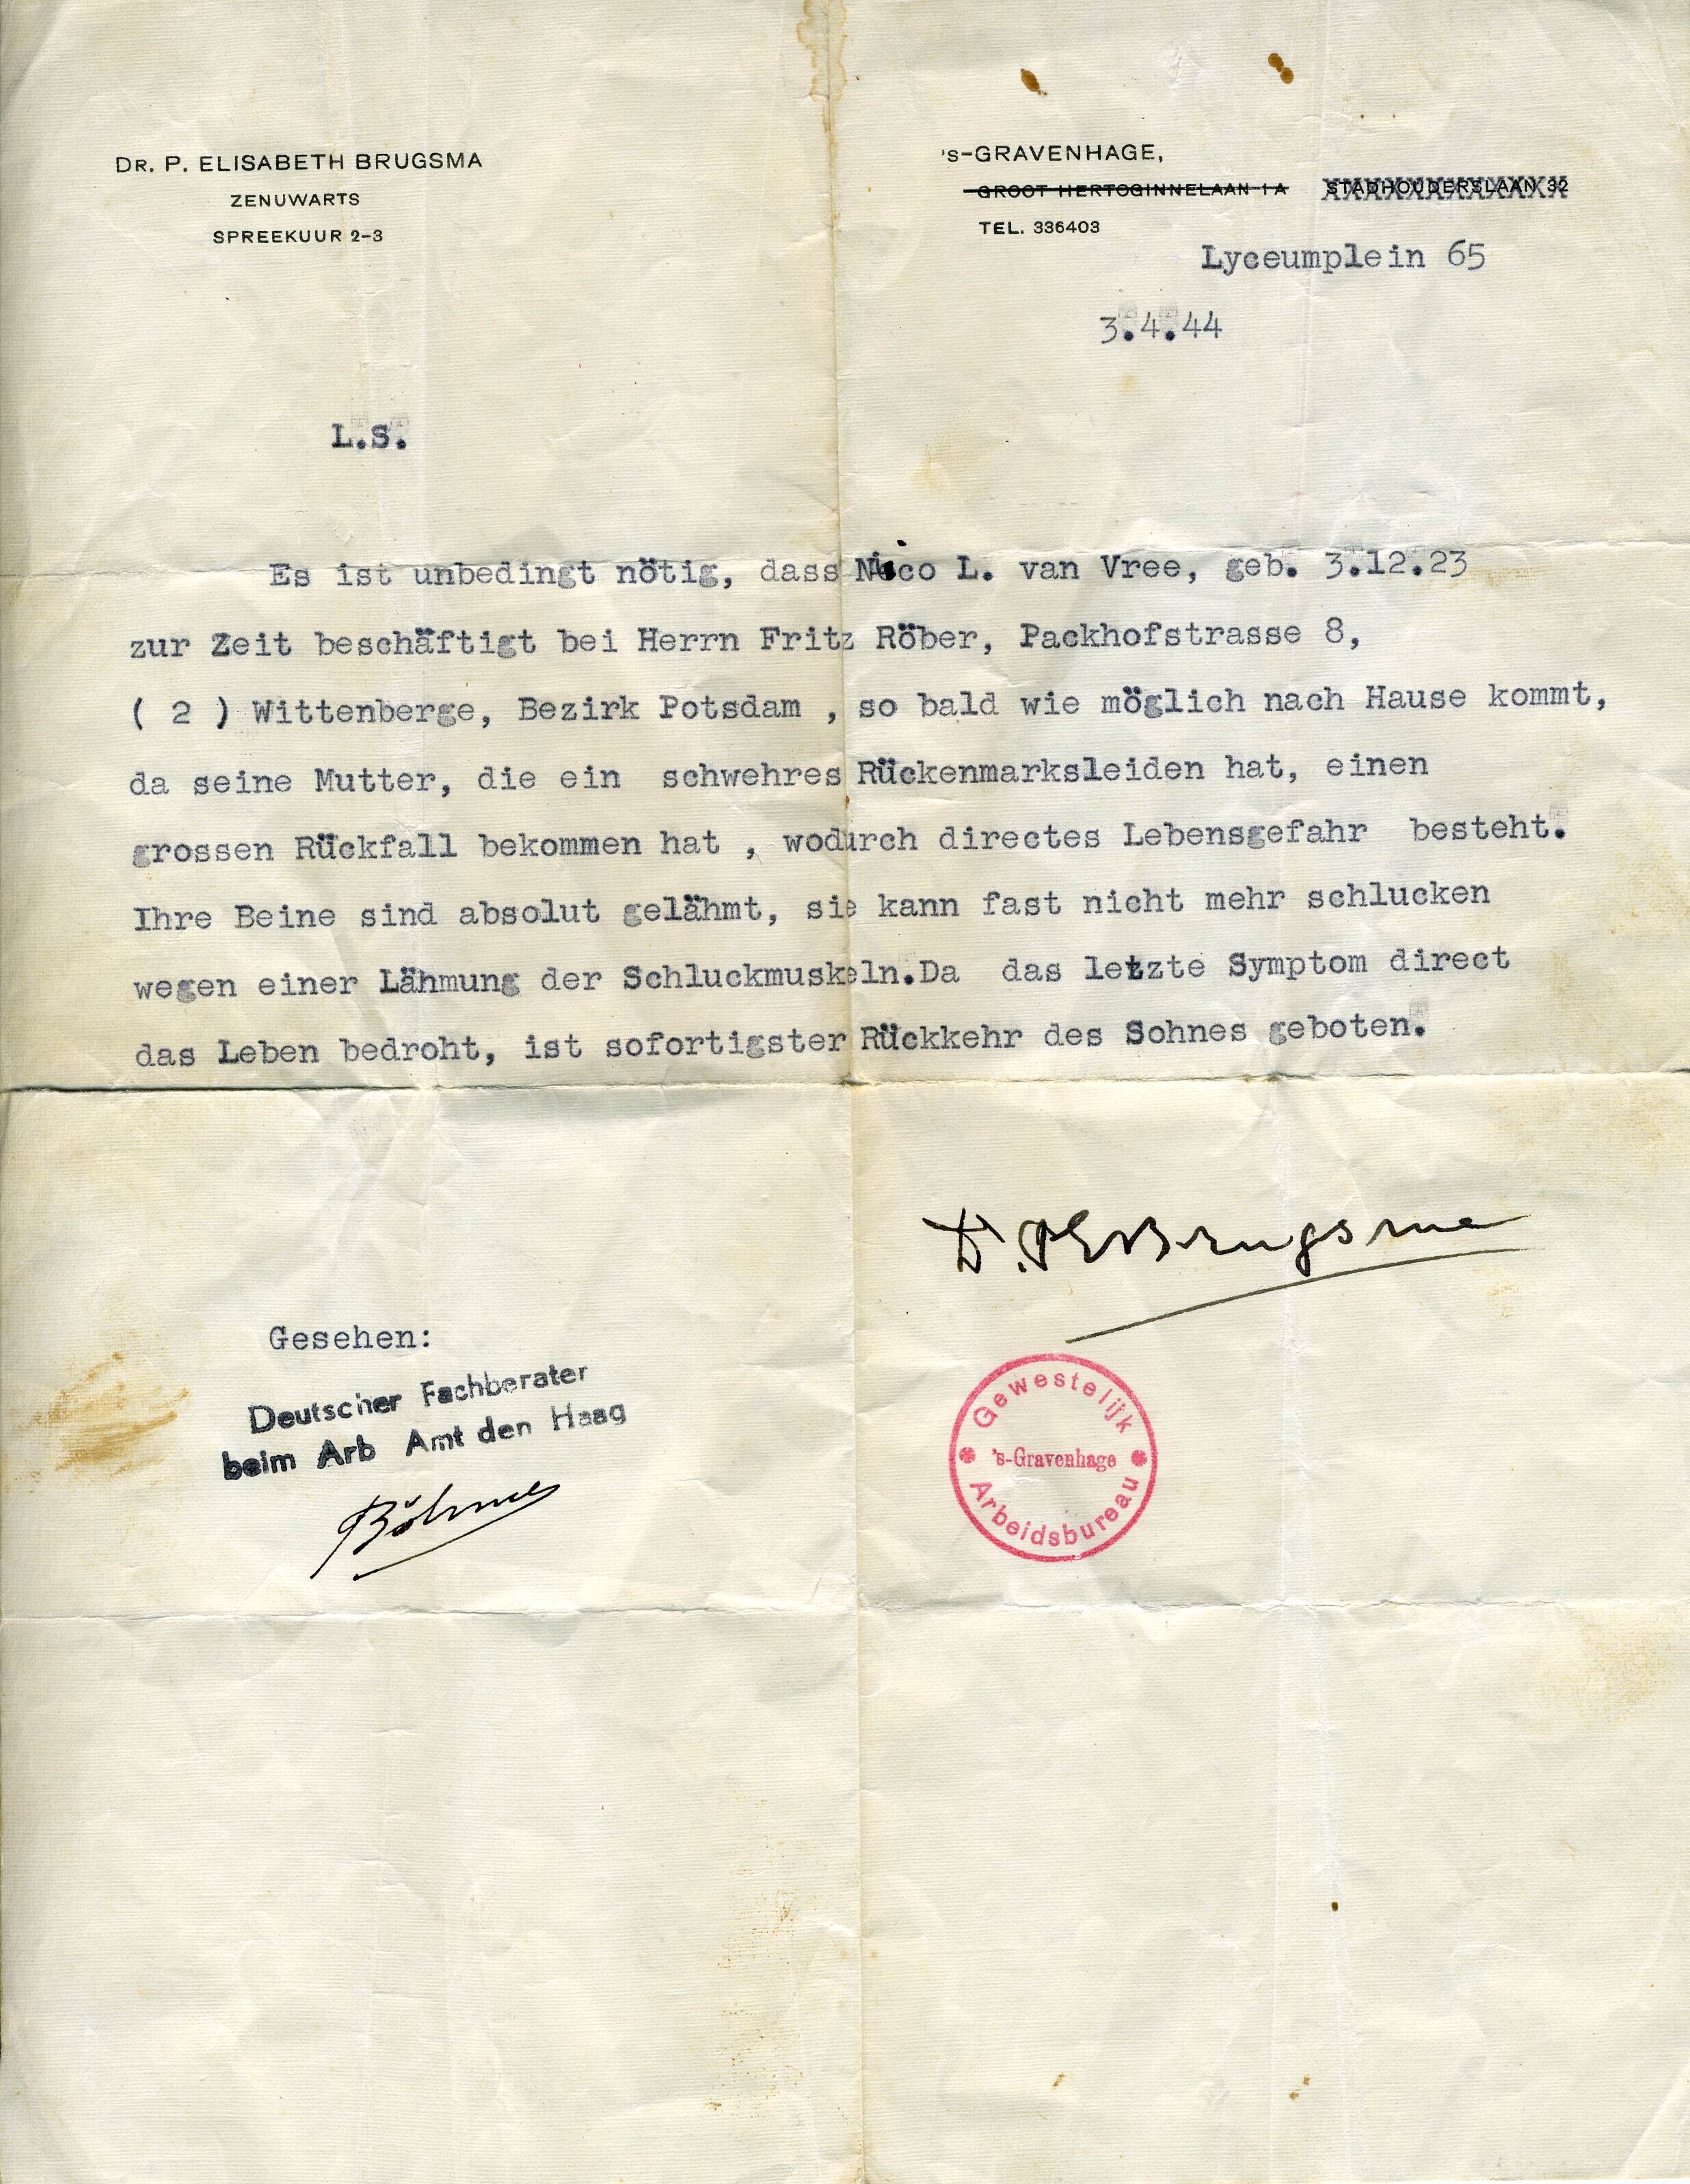 DR. P. ELISABETH BRUGSMA
ZENUWARTS
SPREEKUUR 2-3
's-GRAVENHAGE,
GROOT HERTOGINNELAAN 1A STADHOUDERSLAAN 32
TEL. 336403
Lyceumplein 65
3.4.44
L.S.
Es ist unbedingt nötig, dass Nico L. van Vree, geb. 3.12.23
zur Zeit beschäftigt bei Herrn Fritz Röber, Packhofstrasse 8,
( 2 ) Wittenberge, Bezirk Potsdam , so bald wie möglich nach Hause kommt,
da seine Mutter, die ein schwehres Rückenmarksleiden hat, einen
grossen Rückfall bekommen hat , wodurch directes Lebensgefahr besteht.
Ihre Beine sind absolut gelähmt, sie kann fast nicht mehr schlucken
wegen einer Lähmung der Schluckmuskeln.Da das letzte Symptom direct
das Leben bedroht, ist sofortigster Rückkehr des Sohnes geboten.
Dr. P E Brugsma
Gesehen:
Deutscher Fachberater
beim Arb Amt den Haag
Böhme
Gewestelijk
's-Gravenhage
Arbeidsbureau